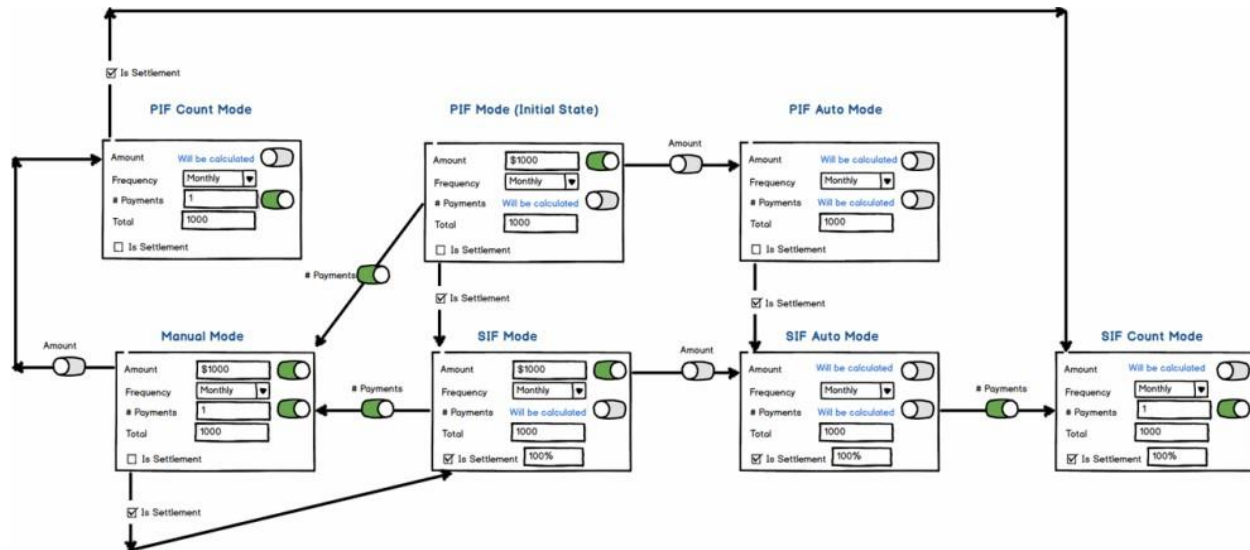 Is Settlement
PIF Count Mode
Amount Will be calculated
Frequency Monthly
# Payments 1
Total 1000
Is Settlement
PIF Mode (Initial State)
Amount $1000
Frequency Monthly
# Payments Will be calculated
Total 1000
Is Settlement
Amount
PIF Auto Mode
Amount Will be calculated
Frequency Monthly
# Payments Will be calculated
Total 1000
Is Settlement
# Payments
Is Settlement
Is Settlement
Amount
Manual Mode
Amount $1000
Frequency Monthly
# Payments 1
Total 1000
Is Settlement
Is Settlement
# Payments
SIF Mode
Amount $1000
Frequency Monthly
# Payments Will be calculated
Total 1000
Is Settlement 100%
Amount
SIF Auto Mode
Amount Will be calculated
Frequency Monthly
# Payments Will be calculated
Total 1000
Is Settlement 100%
# Payments
SIF Count Mode
Amount Will be calculated
Frequency Monthly
# Payments 1
Total 1000
Is Settlement 100%